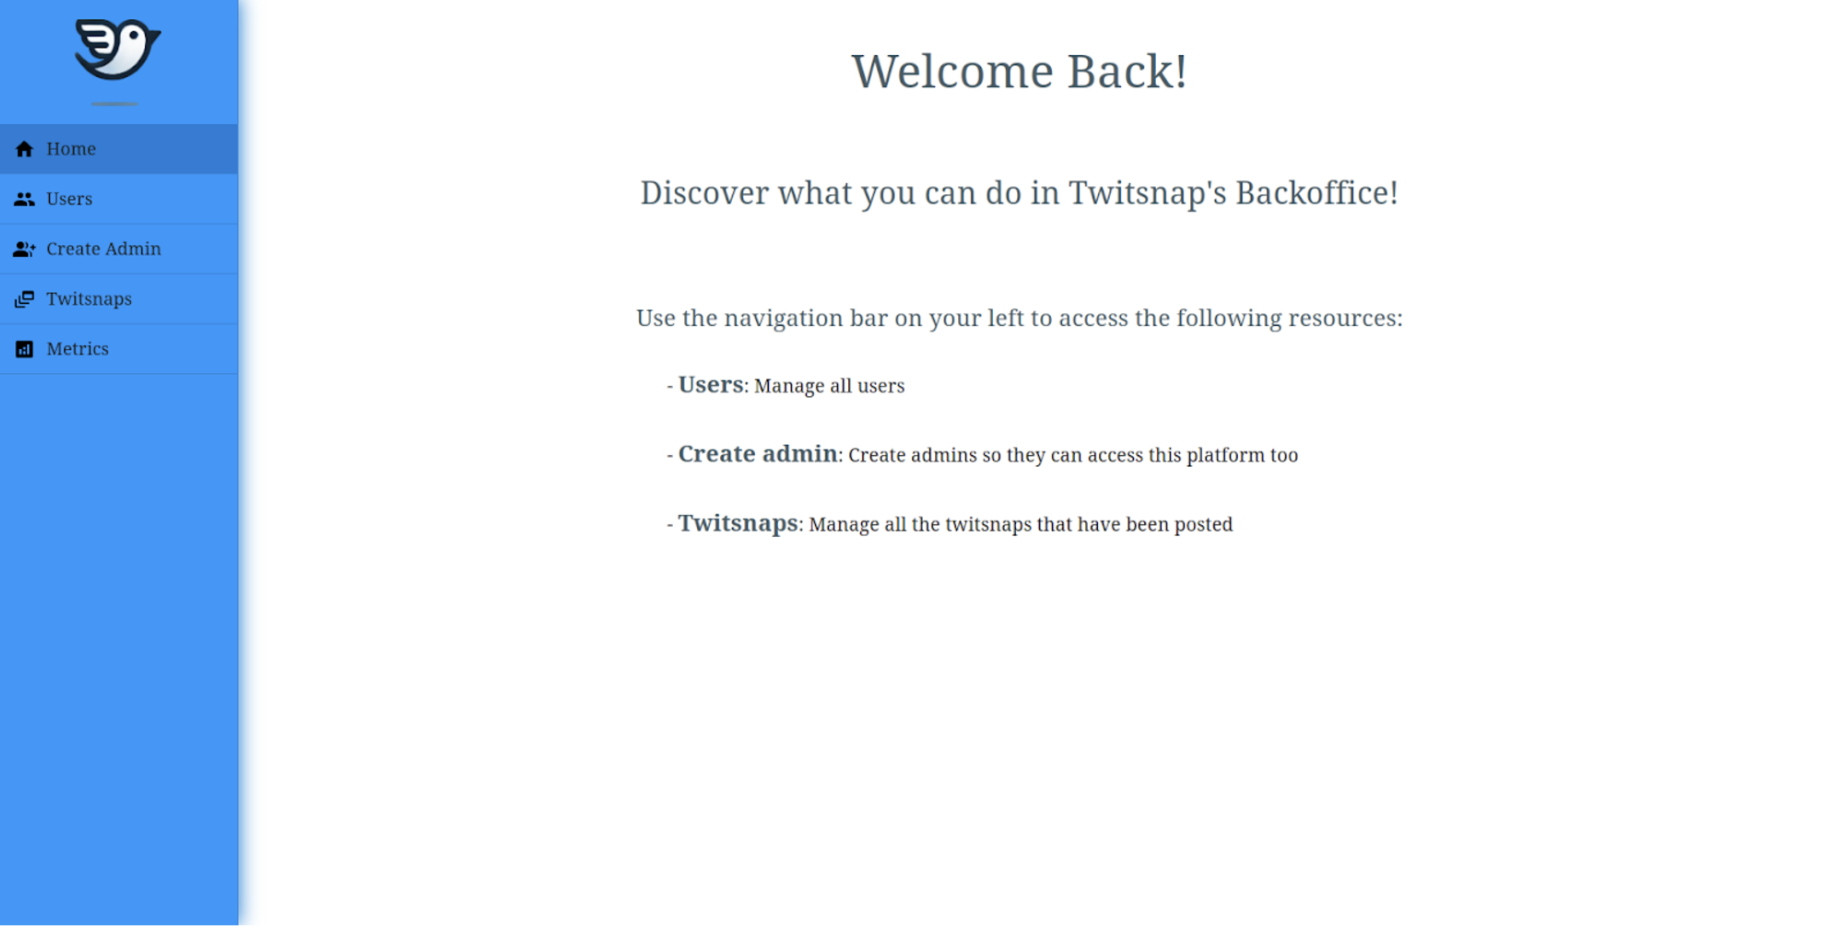 Home
Users
Create Admin
Twitsnaps
Metrics
Welcome Back!
Discover what you can do in Twitsnap's Backoffice!
Use the navigation bar on your left to access the following resources:
- Users: Manage all users
- Create admin: Create admins so they can access this platform too
- Twitsnaps: Manage all the twitsnaps that have been posted